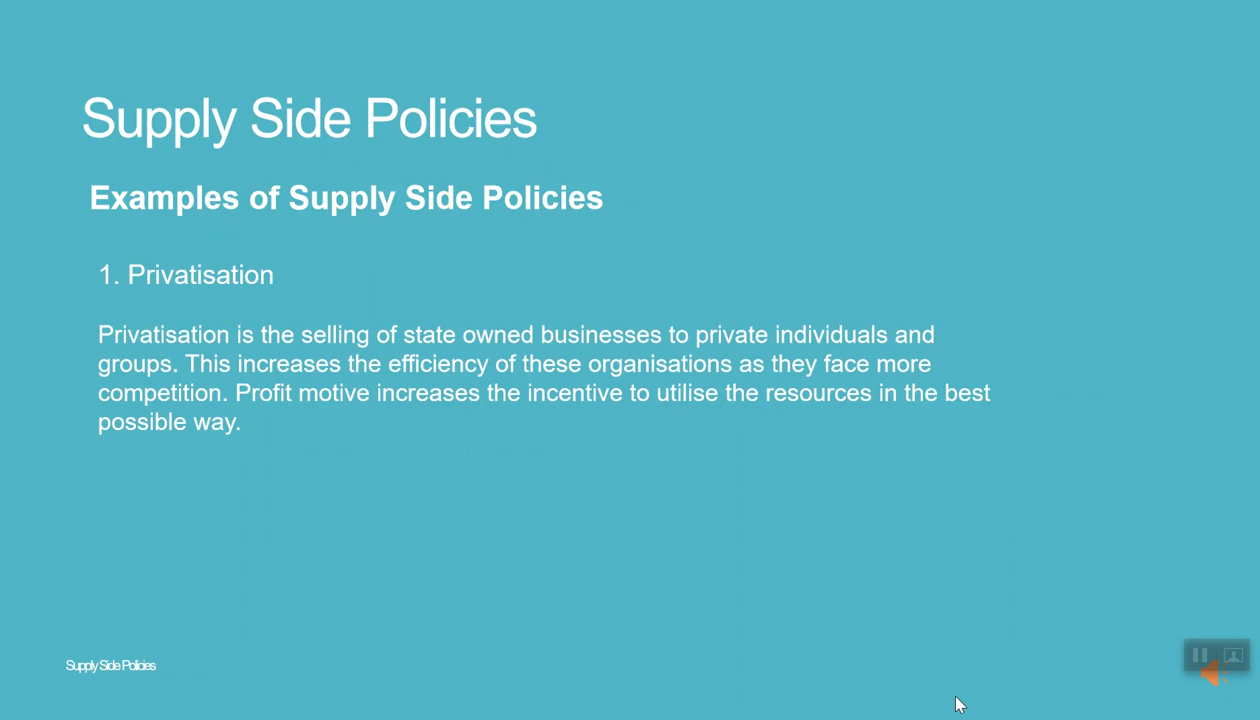 Supply Side Policies
Examples of Supply Side Policies
1. Privatisation
Privatisation is the selling of state owned businesses to private individuals and
groups. This increases the efficiency of these organisations as they face more
competition. Profit motive increases the incentive to utilise the resources in the best
possible way.
Supply Side Policies